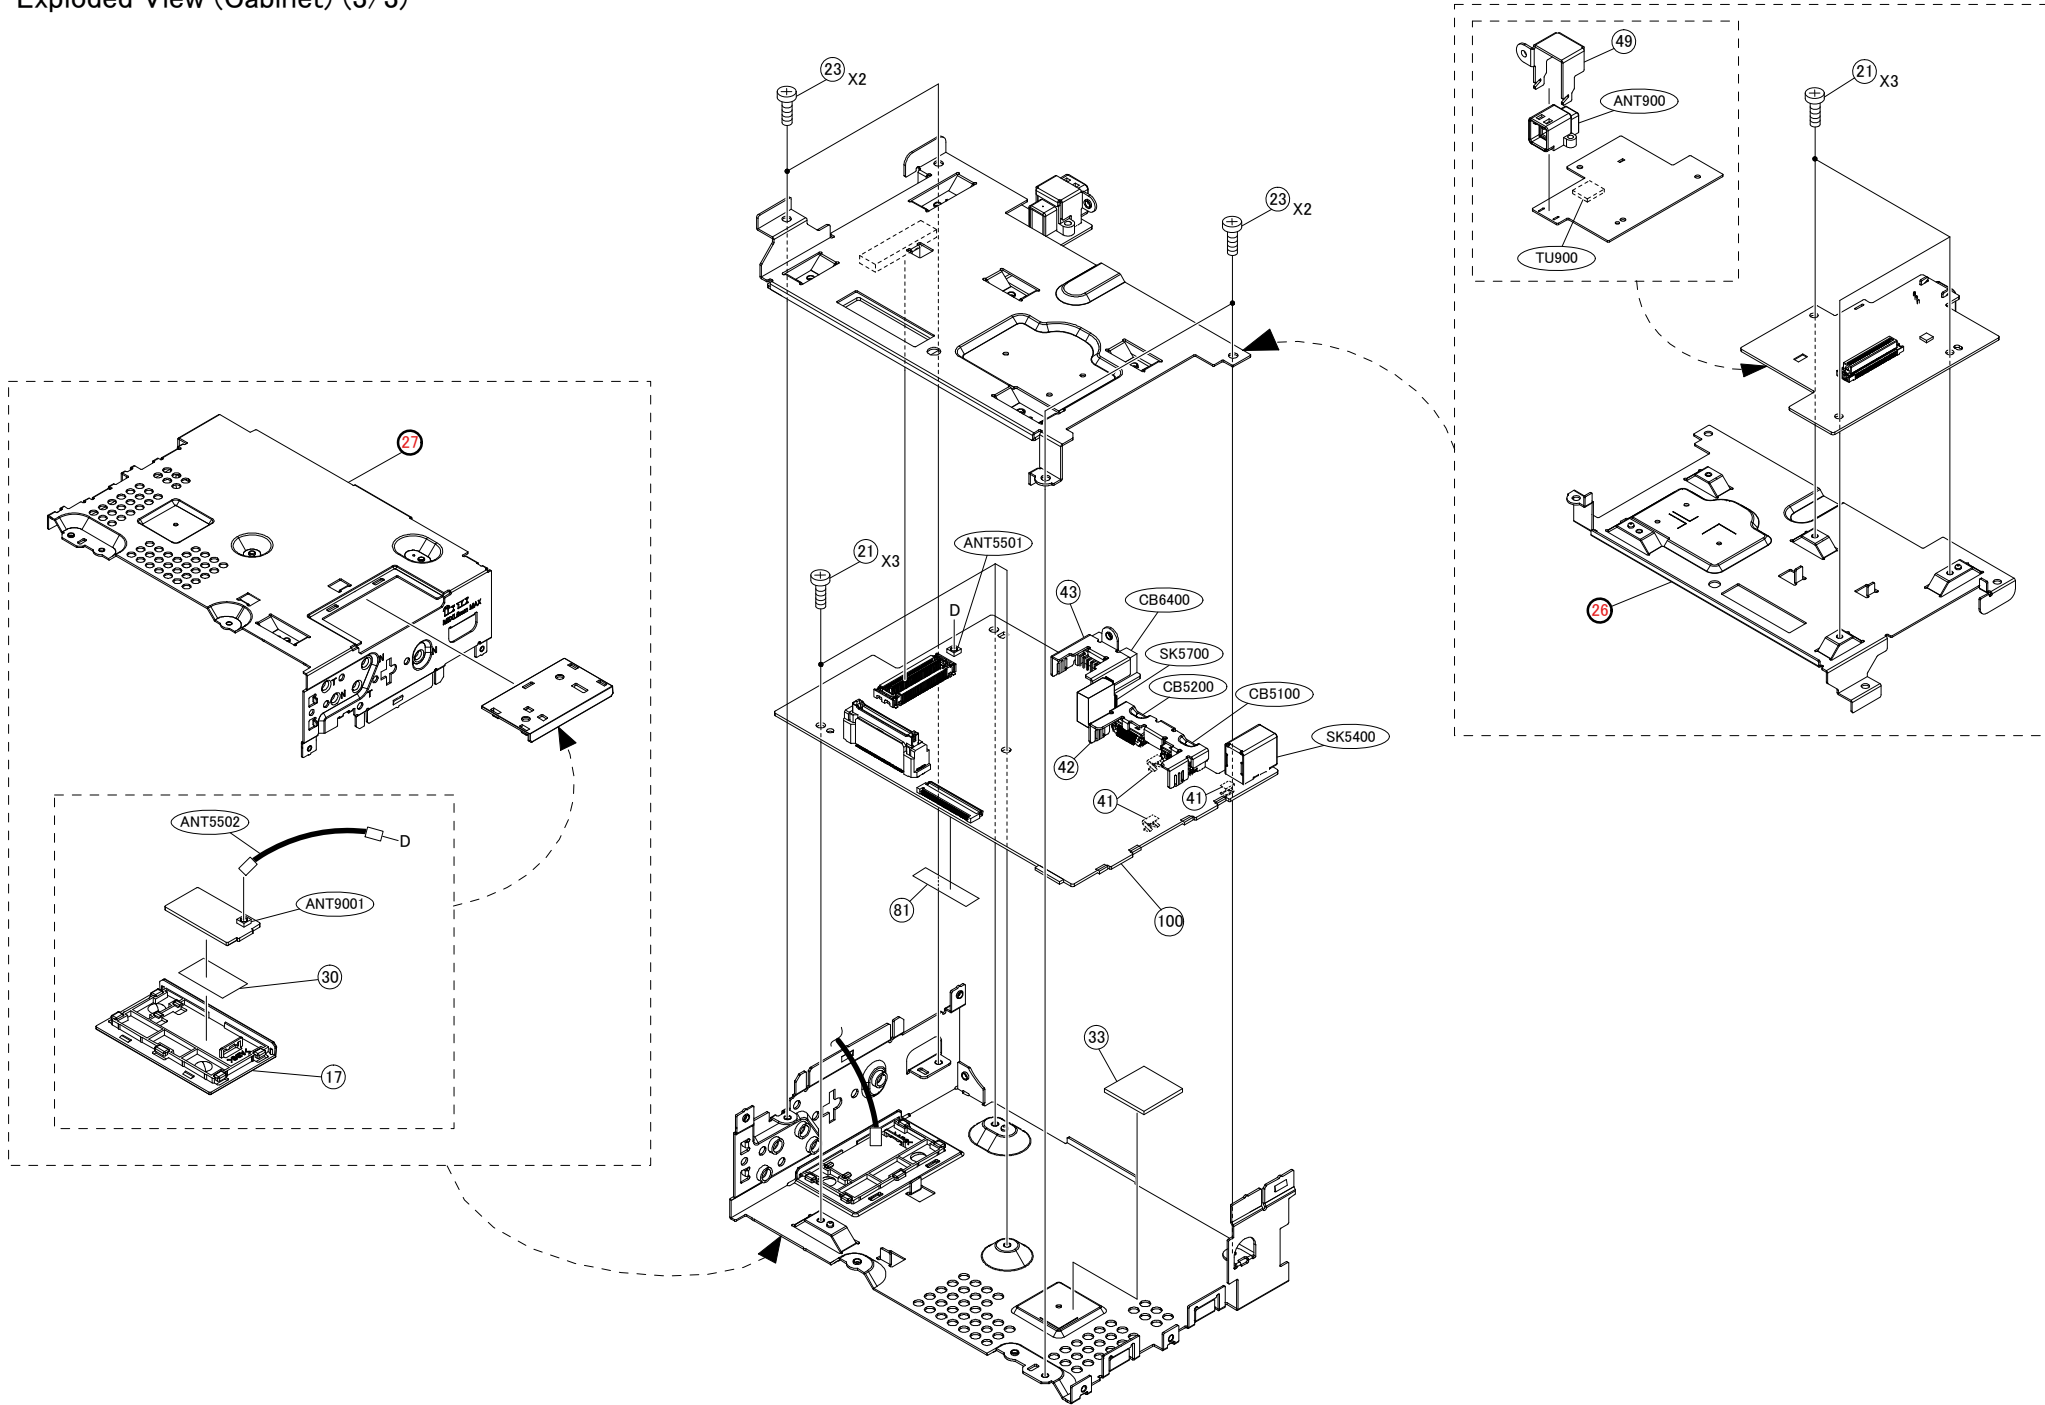 Exploded View (Cabinet) (3/3)
23 X2
49
ANT900
21 X3
TU900
23 X2
27
ANT5501
21 X3
D
43
CB6400
SK5700
CB5200
CB5100
SK5400
42
41
41
26
ANT5502
D
ANT9001
30
17
81
100
33